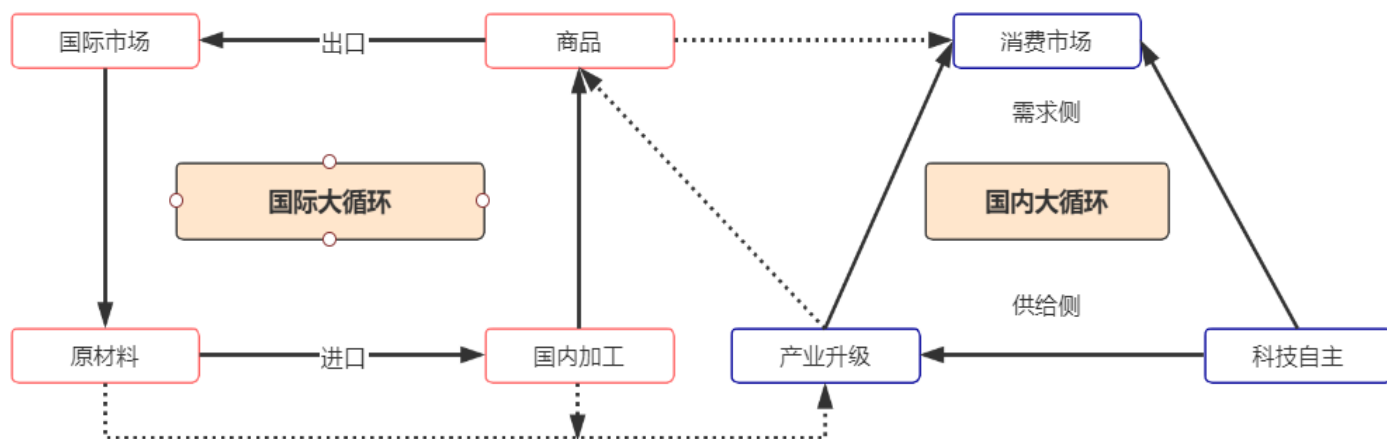 国际市场
出口
商品
消费市场
需求侧
国际大循环
国内大循环
供给侧
原材料
进口
国内加工
产业升级
科技自主